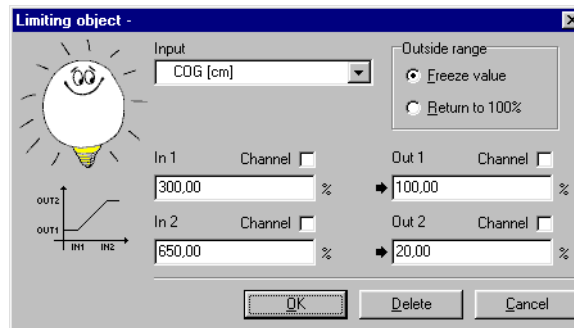 Limiting object -
Input
COG [cm]
Outside range
Freeze value
Return to 100%
In 1 Channel
300,00 %
Out 1 Channel
100,00 %
In 2 Channel
650,00 %
Out 2 Channel
20,00 %
OUT2
OUT1
IN1 IN2
OK Delete Cancel